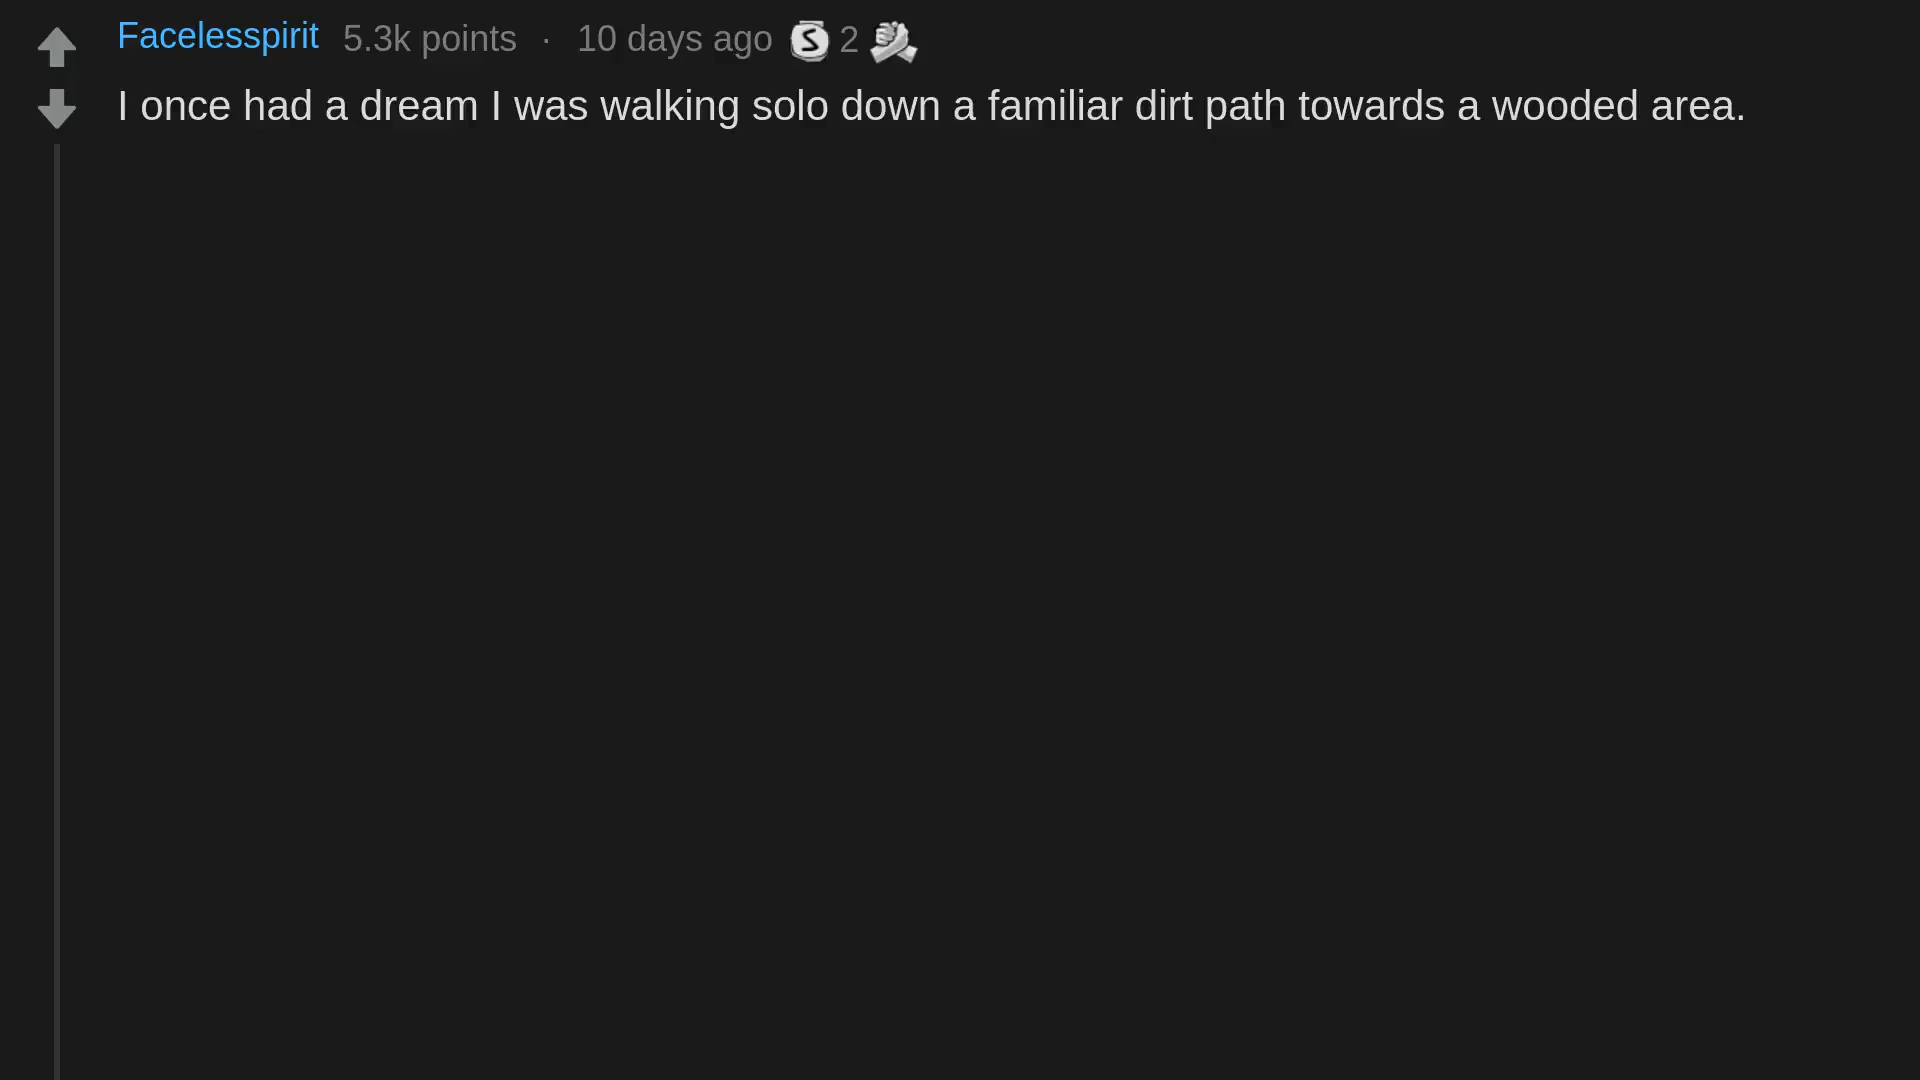 Facelesspirit 5.3k points · 10 days ago S 2
I once had a dream I was walking solo down a familiar dirt path towards a wooded area.